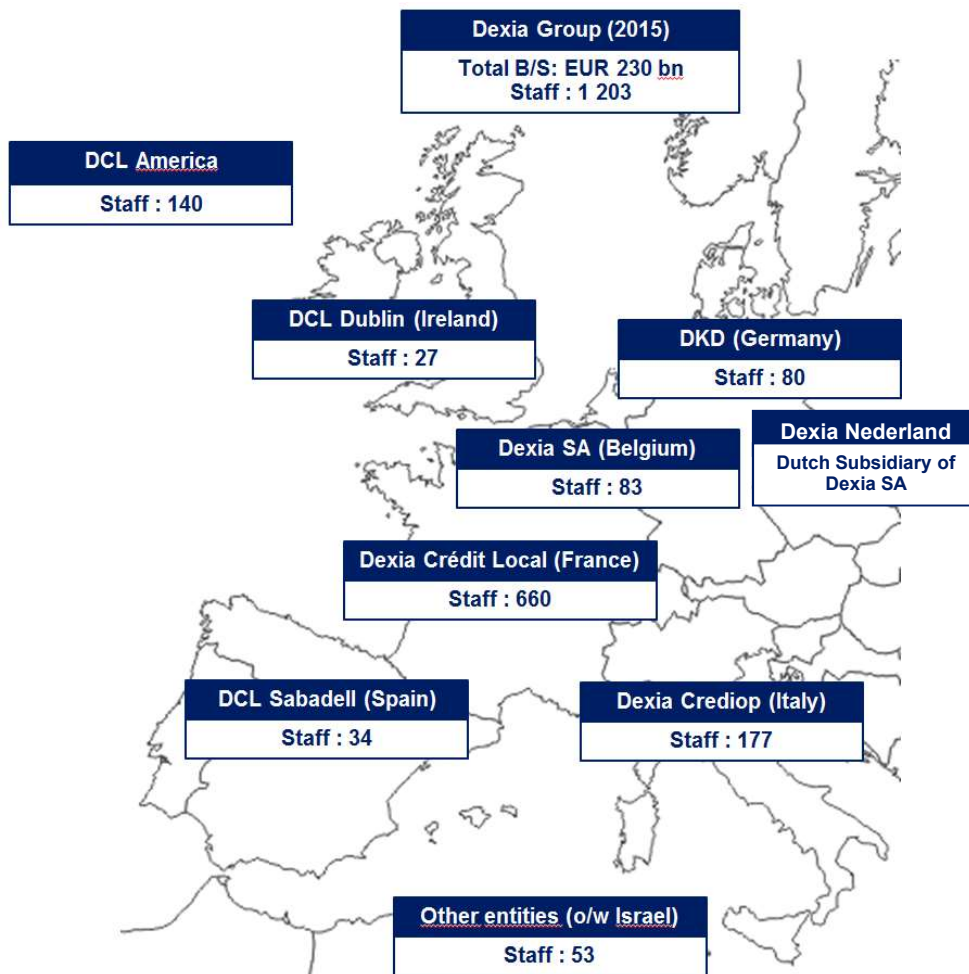 Dexia Group (2015)
Total B/S: EUR 230 bn
Staff : 1 203
DCL America
Staff : 140
DCL Dublin (Ireland)
Staff : 27
DKD (Germany)
Staff : 80
Dexia Nederland
Dutch Subsidiary of
Dexia SA
Dexia SA (Belgium)
Staff : 83
Dexia Crédit Local (France)
Staff : 660
DCL Sabadell (Spain)
Staff : 34
Dexia Crediop (Italy)
Staff : 177
Other entities (o/w Israel)
Staff : 53